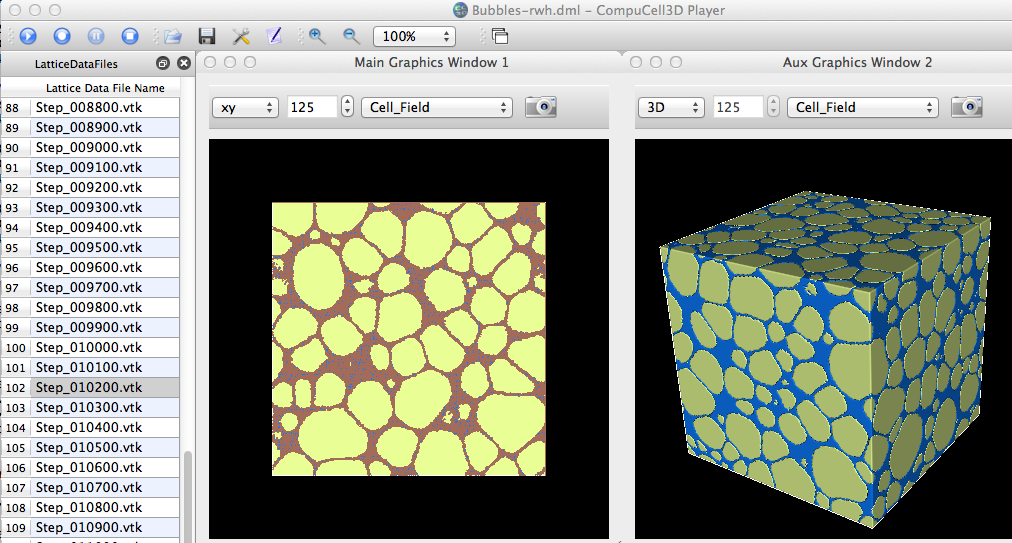 Bubbles-rwh.dml - CompuCell3D Player
100%
LatticeDataFiles
Main Graphics Window 1
Aux Graphics Window 2
Lattice Data File Name
xy 125 Cell_Field
3D 125 Cell_Field
88 Step_008800.vtk
89 Step_008900.vtk
90 Step_009000.vtk
91 Step_009100.vtk
92 Step_009200.vtk
93 Step_009300.vtk
94 Step_009400.vtk
95 Step_009500.vtk
96 Step_009600.vtk
97 Step_009700.vtk
98 Step_009800.vtk
99 Step_009900.vtk
100 Step_010000.vtk
101 Step_010100.vtk
102 Step_010200.vtk
103 Step_010300.vtk
104 Step_010400.vtk
105 Step_010500.vtk
106 Step_010600.vtk
107 Step_010700.vtk
108 Step_010800.vtk
109 Step_010900.vtk